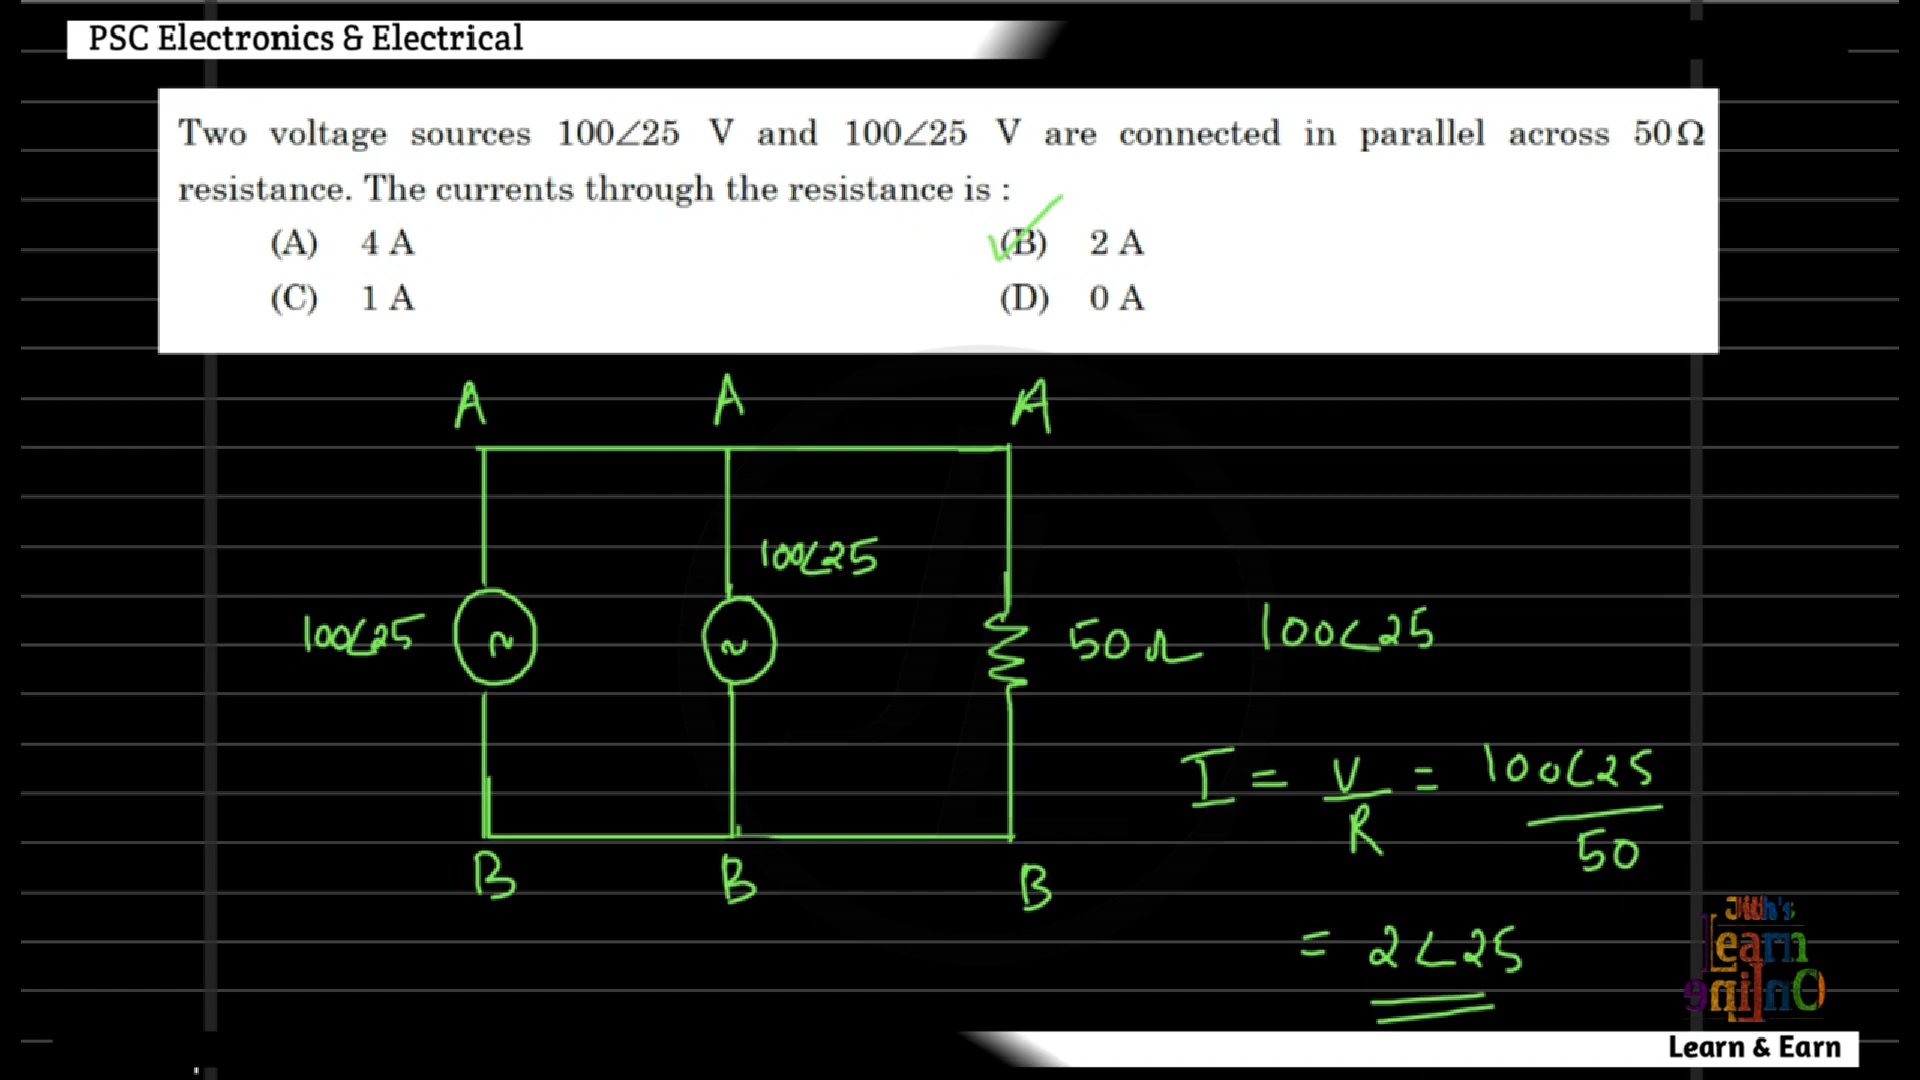 PSC Electronics & Electrical
Two voltage sources 100∠25 V and 100∠25 V are connected in parallel across 50Ω
resistance. The currents through the resistance is :
(A) 4 A (B) 2 A
(C) 1 A (D) 0 A
A A A
100∠25
100∠25 ~ ~ 50Ω 100∠25
I = V/R = 100∠25/50
B B B
= 2∠25
Jith's
Learn
Online
Learn & Earn